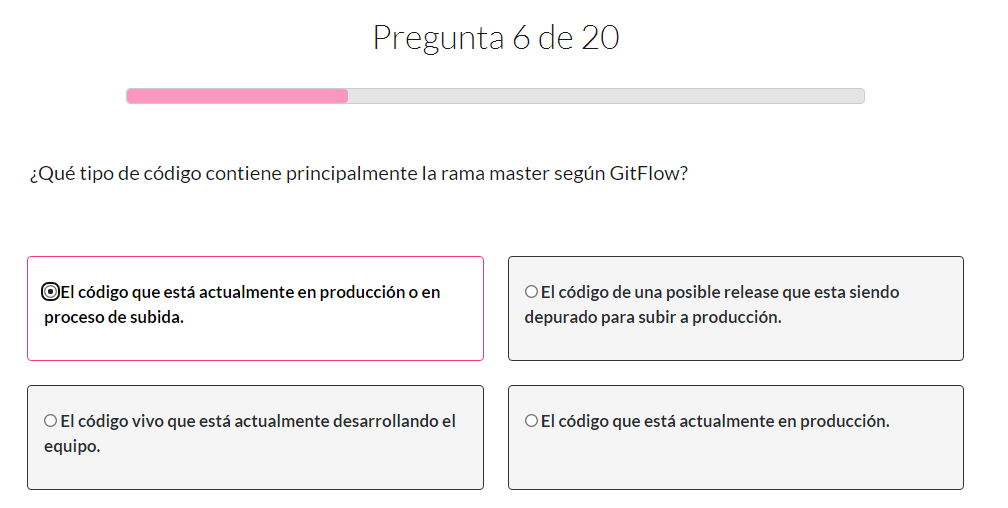 Pregunta 6 de 20
¿Qué tipo de código contiene principalmente la rama master según GitFlow?
El código que está actualmente en producción o en
proceso de subida.
El código de una posible release que esta siendo
depurado para subir a producción.
El código vivo que está actualmente desarrollando el
equipo.
El código que está actualmente en producción.